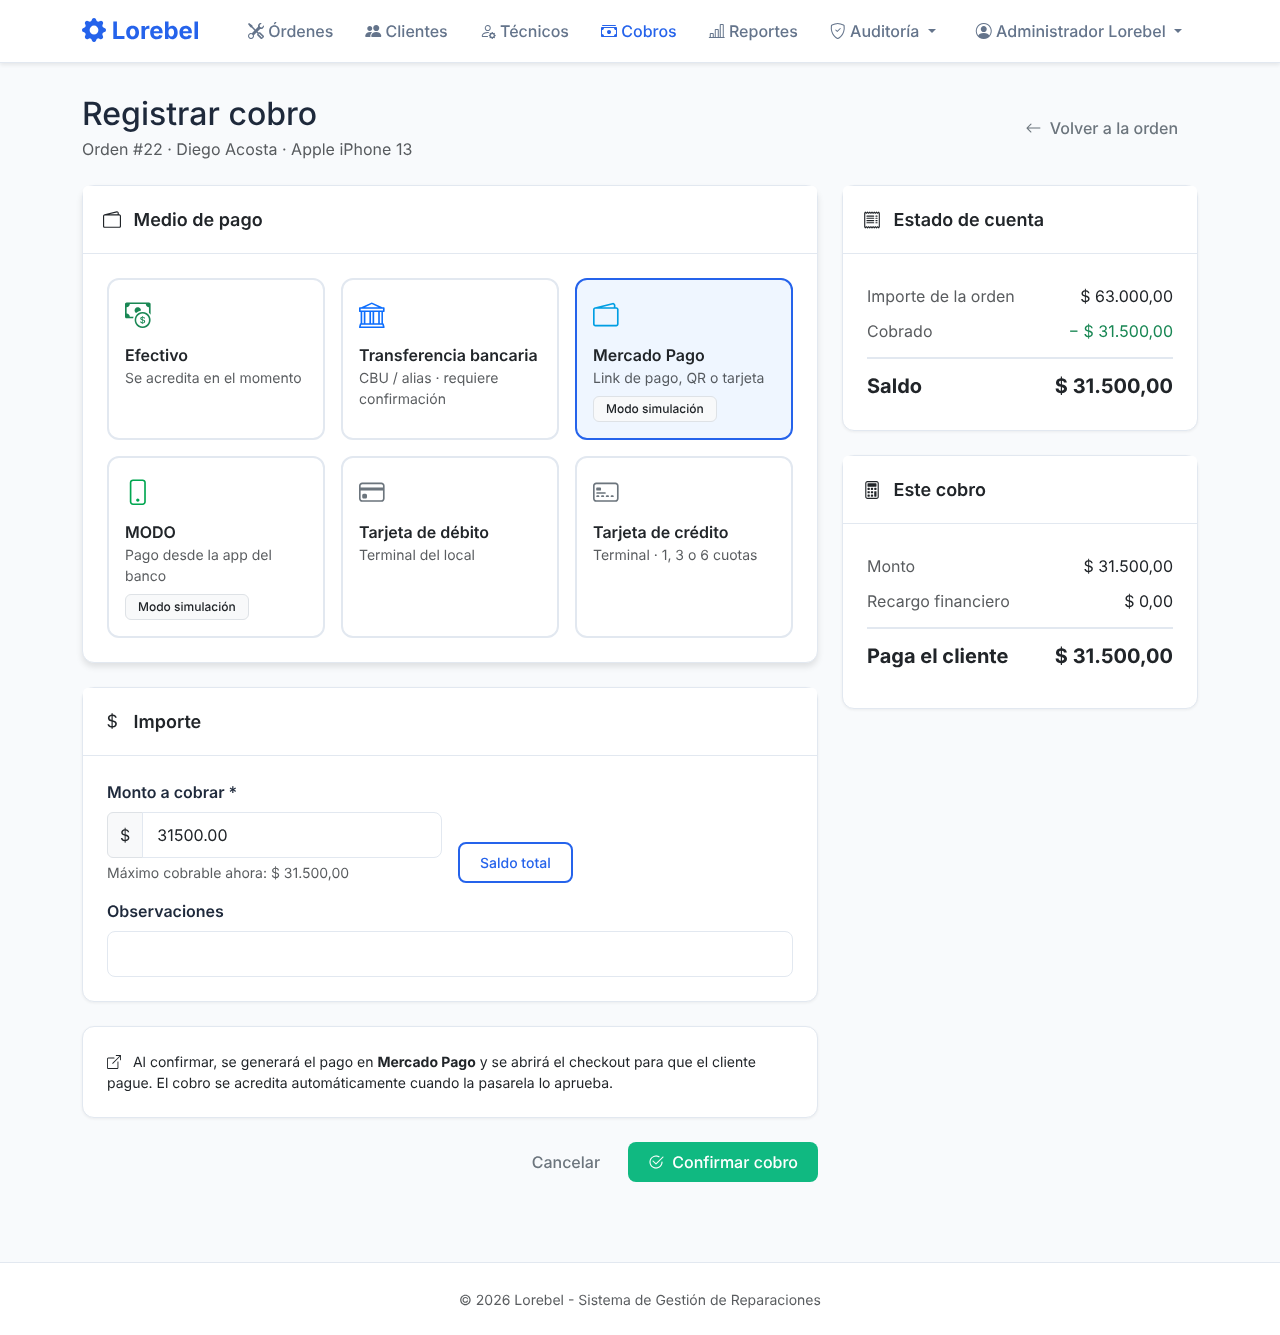 Lorebel
Órdenes
Clientes
Técnicos
Cobros
Reportes
Auditoría
Administrador Lorebel
Registrar cobro
Orden #22 · Diego Acosta · Apple iPhone 13
Volver a la orden
Medio de pago
Efectivo
Se acredita en el momento
Transferencia bancaria
CBU / alias · requiere
confirmación
Mercado Pago
Link de pago, QR o tarjeta
Modo simulación
MODO
Pago desde la app del
banco
Modo simulación
Tarjeta de débito
Terminal del local
Tarjeta de crédito
Terminal · 1, 3 o 6 cuotas
Importe
Monto a cobrar *
$ 31500.00
Máximo cobrable ahora: $ 31.500,00
Saldo total
Observaciones
Al confirmar, se generará el pago en Mercado Pago y se abrirá el checkout para que el cliente
pague. El cobro se acredita automáticamente cuando la pasarela lo aprueba.
Cancelar
Confirmar cobro
Estado de cuenta
Importe de la orden $ 63.000,00
Cobrado − $ 31.500,00
Saldo $ 31.500,00
Este cobro
Monto $ 31.500,00
Recargo financiero $ 0,00
Paga el cliente $ 31.500,00
© 2026 Lorebel - Sistema de Gestión de Reparaciones